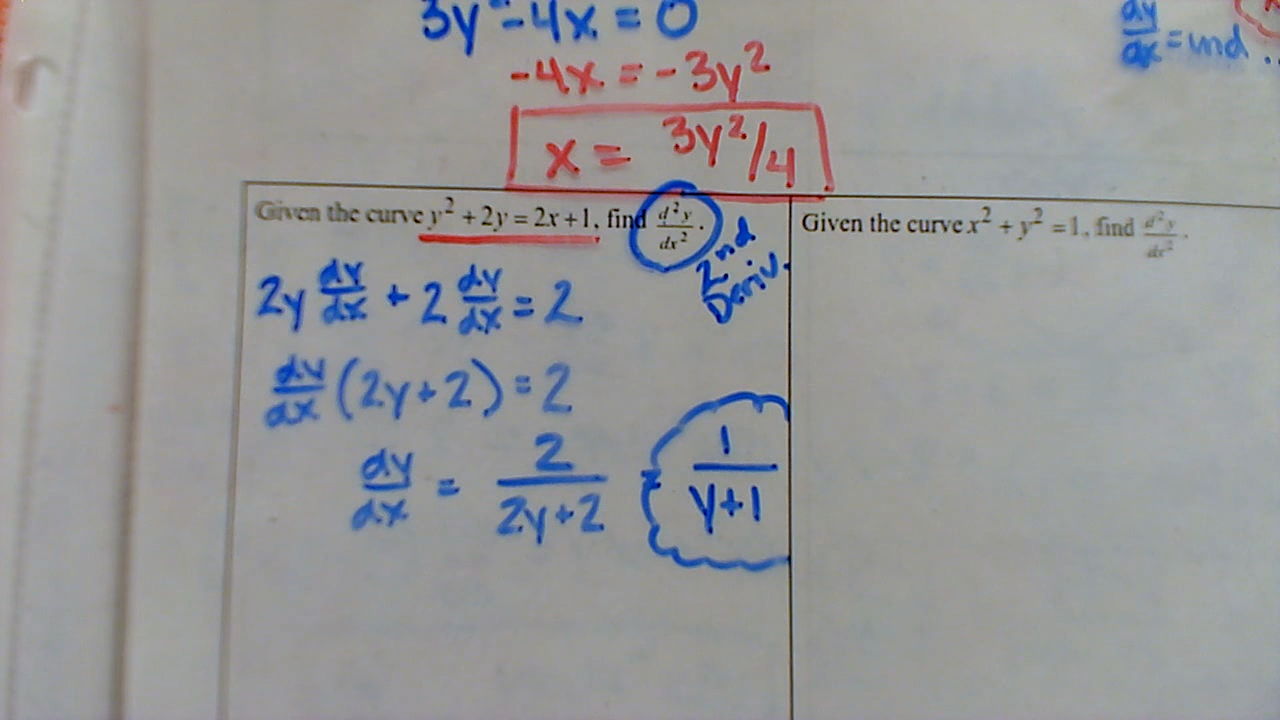 3y²-4x = 0
-4x = -3y²
x = 3y²/4
dy/dx = und..
Given the curve y² + 2y = 2x + 1, find d²y/dx².
2nd Deriv.
2y dy/dx + 2 dy/dx = 2
dy/dx (2y+2) = 2
dy/dx = 2/(2y+2) = 1/(y+1)
Given the curve x² + y² = 1, find d²y/dx².